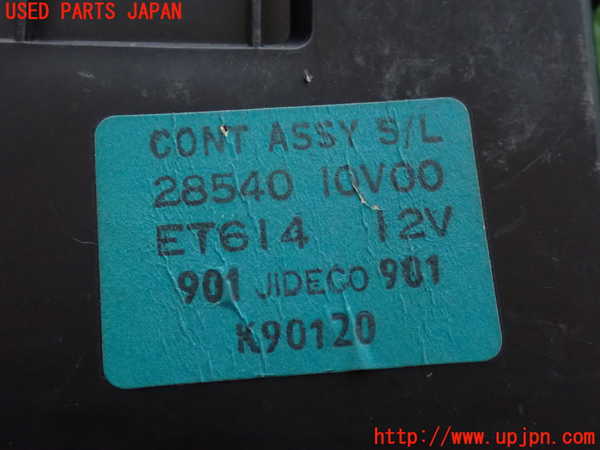 USED PARTS JAPAN
CONT ASSY S/L
28540 10V00
ET614 12V
901 JIDECO 901
K90120
http://www.upjpn.com/